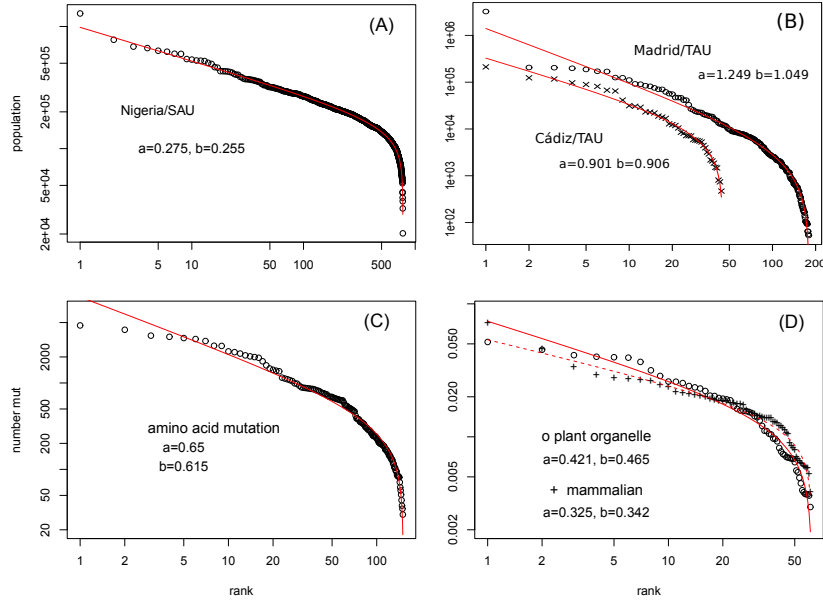 (A)
population
2e+04
5e+04
2e+05
5e+05
Nigeria/SAU
a=0.275, b=0.255
1 5 10 50 100 500
(B)
1e+02
1e+03
1e+04
1e+05
1e+06
Madrid/TAU
a=1.249 b=1.049
Cádiz/TAU
a=0.901 b=0.906
1 2 5 10 20 50 100 200
(C)
number mut
20
50
200
500
2000
amino acid mutation
a=0.65
b=0.615
1 2 5 10 20 50 100
rank
(D)
0.002
0.005
0.020
0.050
o plant organelle
a=0.421, b=0.465
+ mammalian
a=0.325, b=0.342
1 2 5 10 20 50
rank